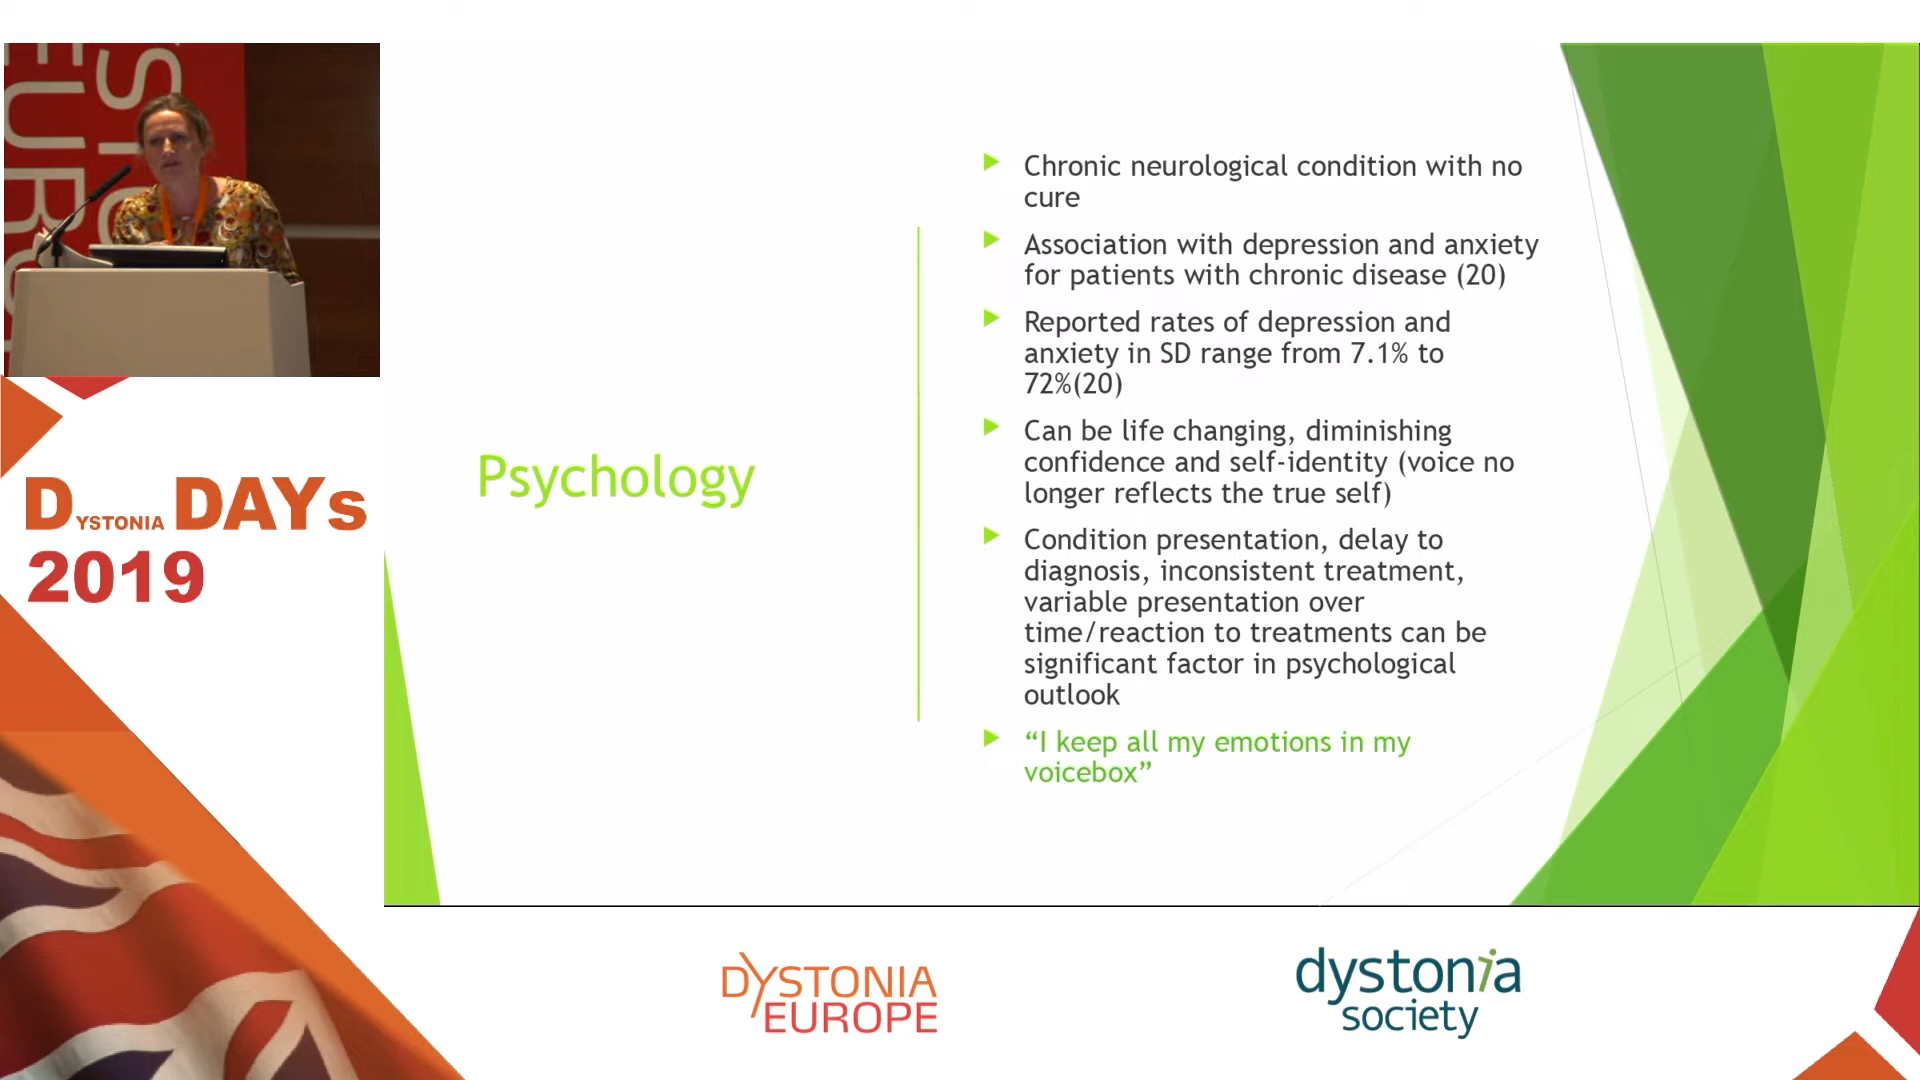 Chronic neurological condition with no
cure
Association with depression and anxiety
for patients with chronic disease (20)
Reported rates of depression and
anxiety in SD range from 7.1% to
72%(20)
Can be life changing, diminishing
confidence and self-identity (voice no
longer reflects the true self)
Psychology
Condition presentation, delay to
diagnosis, inconsistent treatment,
variable presentation over
time/reaction to treatments can be
significant factor in psychological
outlook
“I keep all my emotions in my
voicebox”
DYSTONIA DAYs
2019
DYSTONIA
EUROPE
dystonia
society